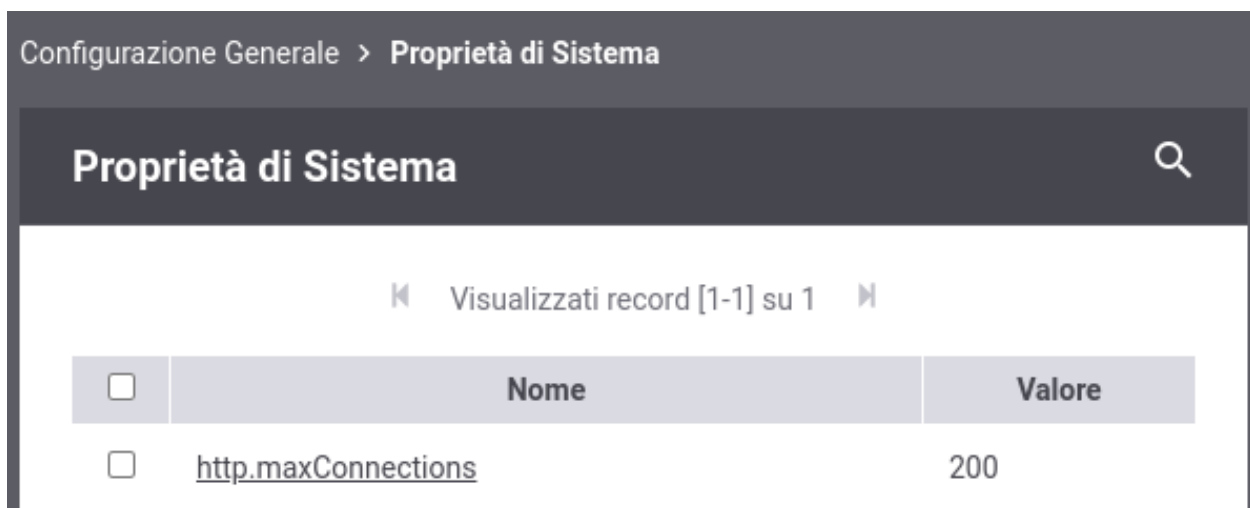 Configurazione Generale > Proprietà di Sistema
Proprietà di Sistema
Visualizzati record [1-1] su 1
Nome Valore
http.maxConnections 200